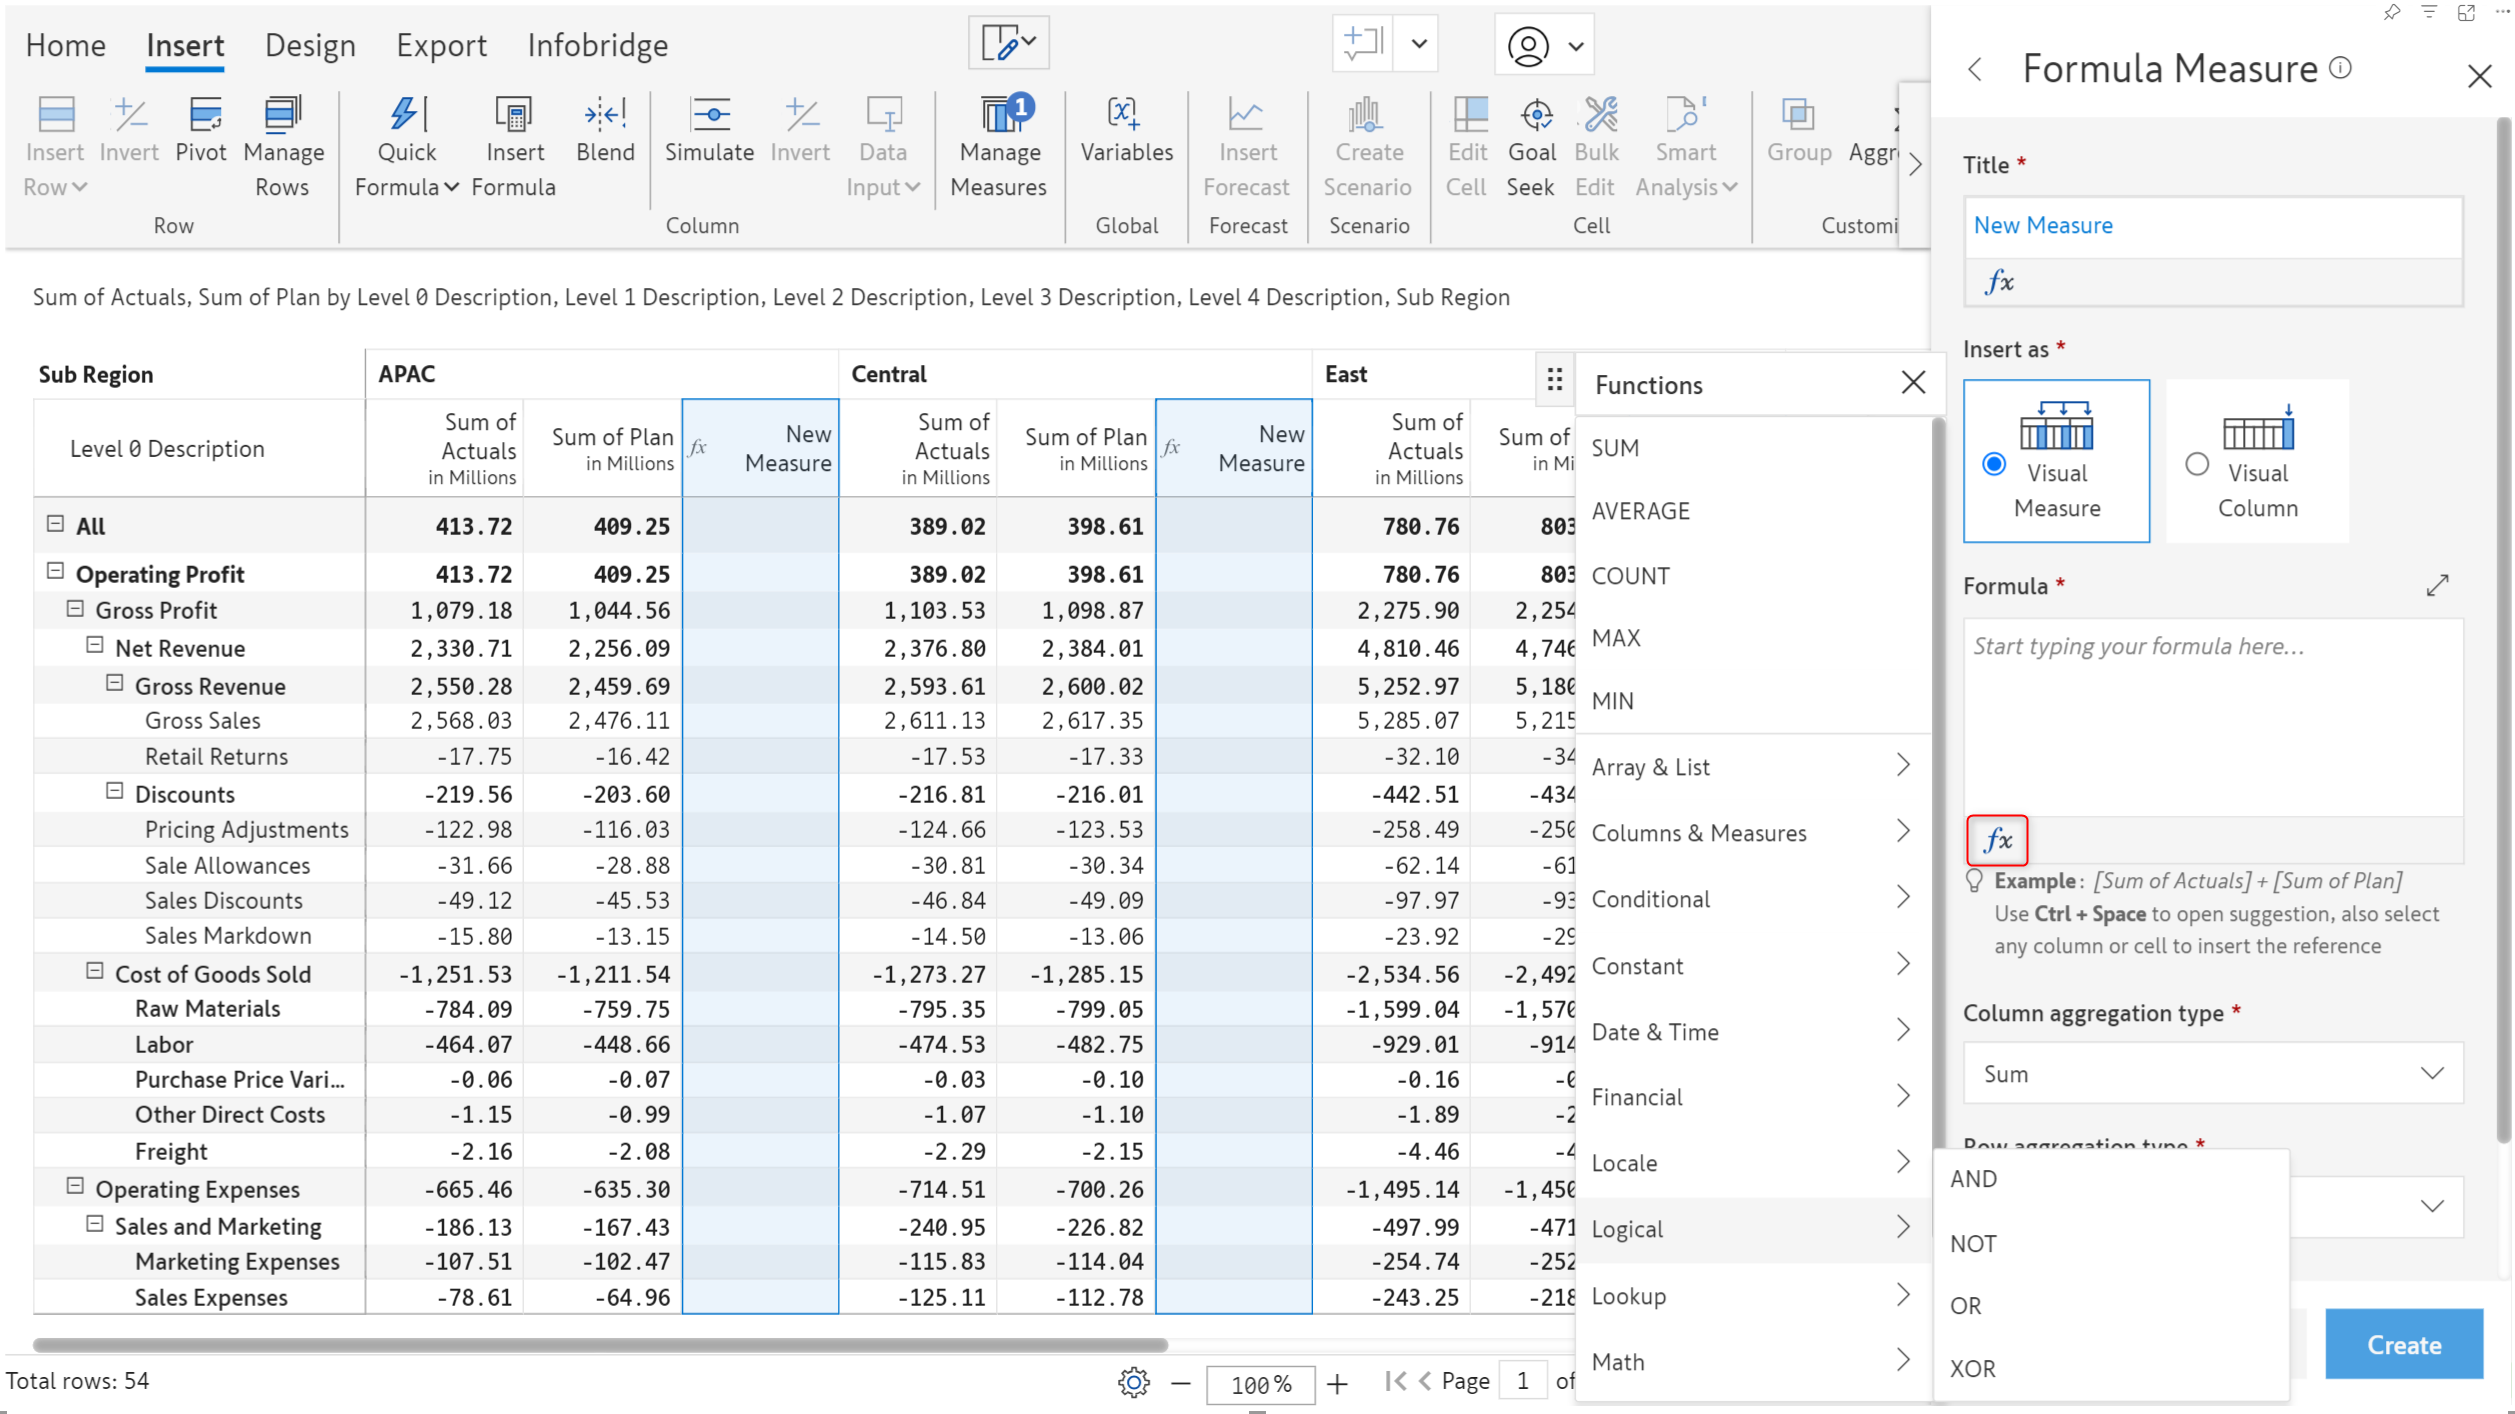 Home Insert Design Export Infobridge
Insert Row
Invert
Pivot
Manage Rows
Row
Quick Formula
Insert Formula
Blend
Simulate
Invert
Data Input
Column
1
Manage Measures
Variables
Global
Insert Forecast
Forecast
Create Scenario
Scenario
Edit Cell
Goal Seek
Bulk Edit
Smart Analysis
Cell
Group
Aggr
Customi
Sum of Actuals, Sum of Plan by Level 0 Description, Level 1 Description, Level 2 Description, Level 3 Description, Level 4 Description, Sub Region
Sub Region APAC Central East
Level 0 Description Sum of Actuals in Millions Sum of Plan in Millions fx New Measure Sum of Actuals in Millions Sum of Plan in Millions fx New Measure Sum of Actuals in Millions Sum of in Mi
All 413.72 409.25 389.02 398.61 780.76 803
Operating Profit 413.72 409.25 389.02 398.61 780.76 803
Gross Profit 1,079.18 1,044.56 1,103.53 1,098.87 2,275.90 2,254
Net Revenue 2,330.71 2,256.09 2,376.80 2,384.01 4,810.46 4,746
Gross Revenue 2,550.28 2,459.69 2,593.61 2,600.02 5,252.97 5,180
Gross Sales 2,568.03 2,476.11 2,611.13 2,617.35 5,285.07 5,215
Retail Returns -17.75 -16.42 -17.53 -17.33 -32.10 -34
Discounts -219.56 -203.60 -216.81 -216.01 -442.51 -434
Pricing Adjustments -122.98 -116.03 -124.66 -123.53 -258.49 -250
Sale Allowances -31.66 -28.88 -30.81 -30.34 -62.14 -61
Sales Discounts -49.12 -45.53 -46.84 -49.09 -97.97 -93
Sales Markdown -15.80 -13.15 -14.50 -13.06 -23.92 -29
Cost of Goods Sold -1,251.53 -1,211.54 -1,273.27 -1,285.15 -2,534.56 -2,492
Raw Materials -784.09 -759.75 -795.35 -799.05 -1,599.04 -1,570
Labor -464.07 -448.66 -474.53 -482.75 -929.01 -914
Purchase Price Vari... -0.06 -0.07 -0.03 -0.10 -0.16 -0
Other Direct Costs -1.15 -0.99 -1.07 -1.10 -1.89 -2
Freight -2.16 -2.08 -2.29 -2.15 -4.46 -4
Operating Expenses -665.46 -635.30 -714.51 -700.26 -1,495.14 -1,450
Sales and Marketing -186.13 -167.43 -240.95 -226.82 -497.99 -471
Marketing Expenses -107.51 -102.47 -115.83 -114.04 -254.74 -252
Sales Expenses -78.61 -64.96 -125.11 -112.78 -243.25 -218
Total rows: 54
100%
Page 1 of
Functions
SUM
AVERAGE
COUNT
MAX
MIN
Array & List
Columns & Measures
Conditional
Constant
Date & Time
Financial
Locale
Logical
Lookup
Math
AND
NOT
OR
XOR
Formula Measure
Title *
New Measure
fx
Insert as *
Visual Measure
Visual Column
Formula *
Start typing your formula here...
fx
Example: [Sum of Actuals] + [Sum of Plan]
Use Ctrl + Space to open suggestion, also select
any column or cell to insert the reference
Column aggregation type *
Sum
Row aggregation type *
Create